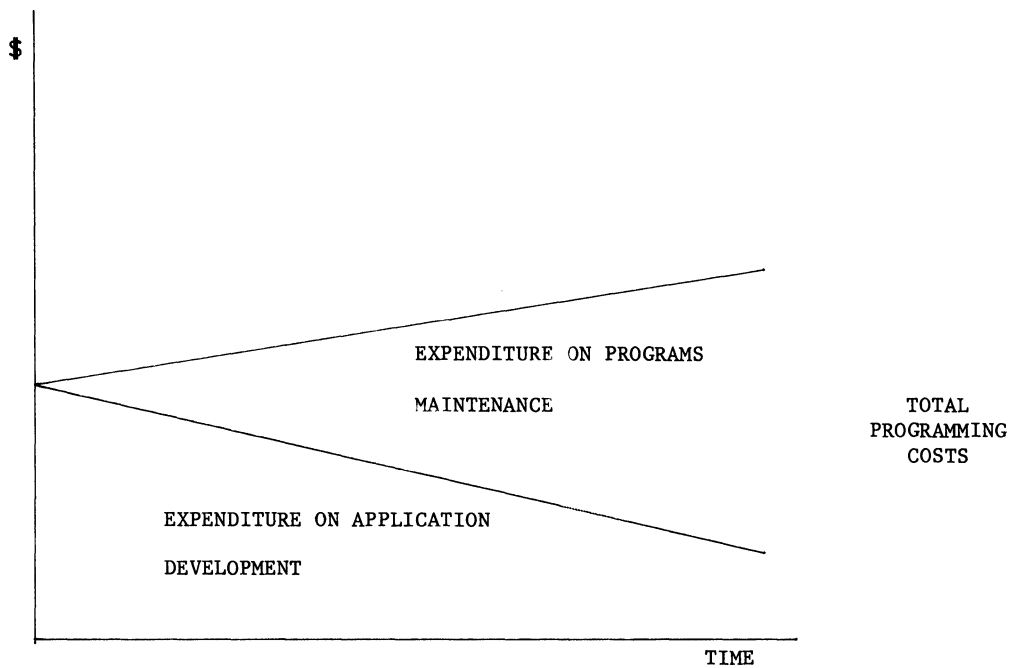 $
EXPENDITURE ON PROGRAMS
MAINTENANCE
TOTAL
PROGRAMMING
COSTS
EXPENDITURE ON APPLICATION
DEVELOPMENT
TIME